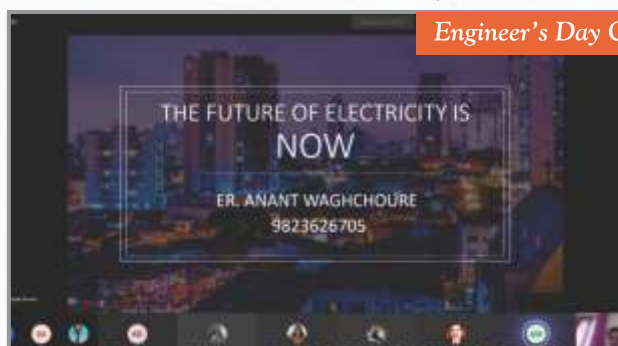 Engineer's Day C
THE FUTURE OF ELECTRICITY IS
NOW
ER. ANANT WAGHCHOURE
9823626705